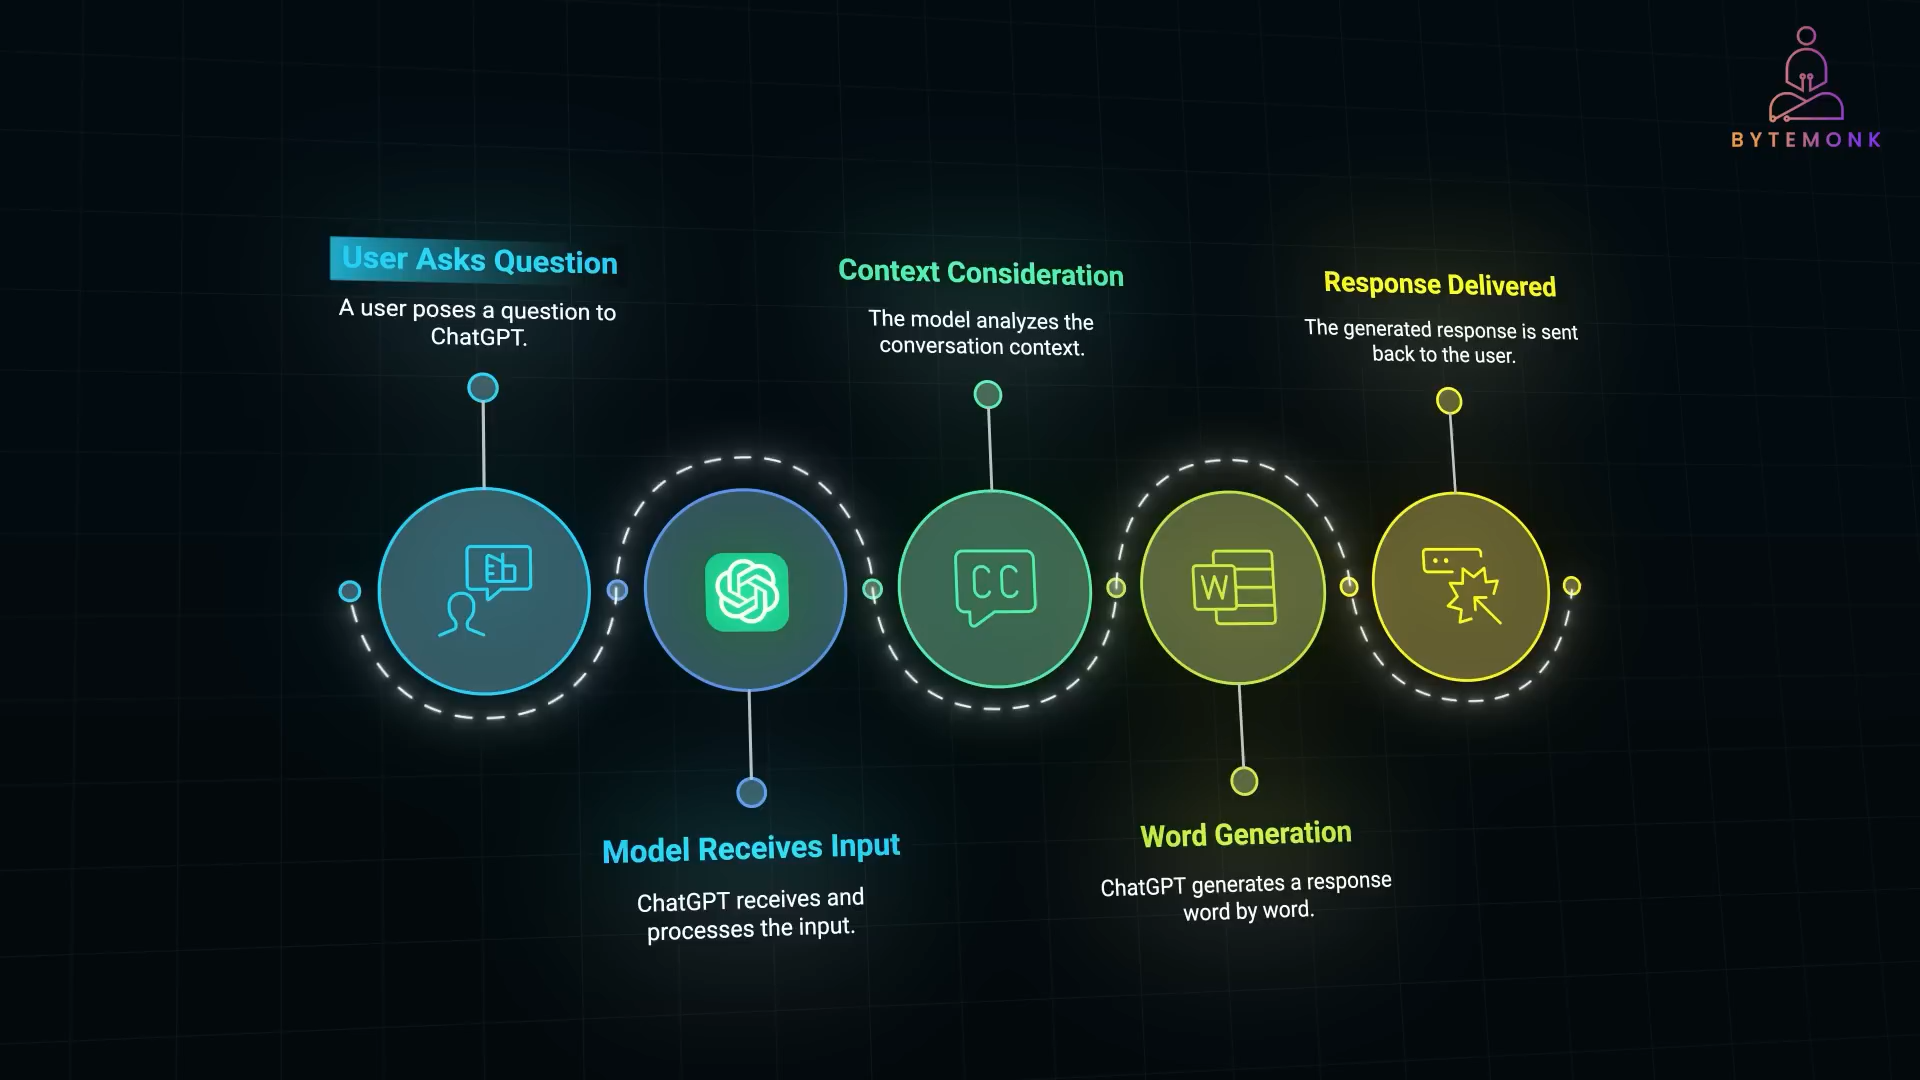 BYTEMONK
User Asks Question
A user poses a question to
ChatGPT.
Context Consideration
The model analyzes the
conversation context.
Response Delivered
The generated response is sent
back to the user.
CC
W
Model Receives Input
ChatGPT receives and
processes the input.
Word Generation
ChatGPT generates a response
word by word.